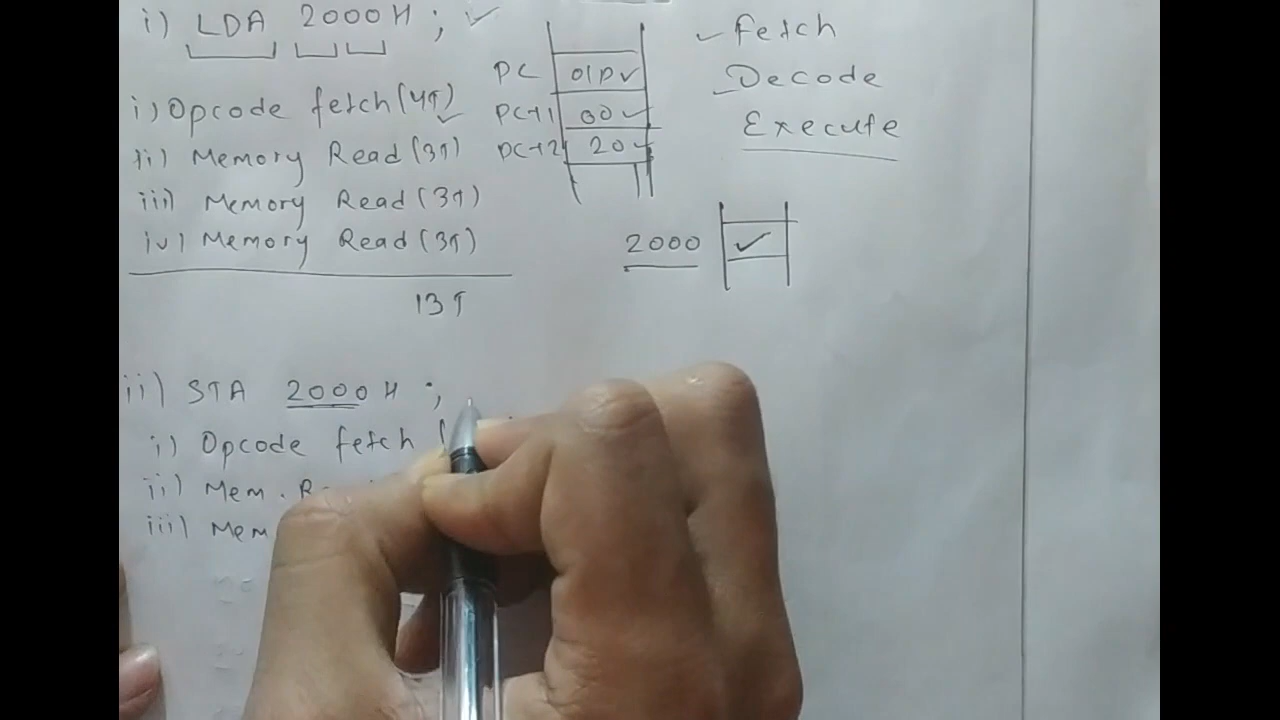 i) LDA 2000H ;
i) Opcode fetch (4T)
ii) Memory Read (3T)
iii) Memory Read (3T)
iv) Memory Read (3T)
13T
PC
PC+1 00
PC+2 20
Fetch
Decode
Execute
2000
ii) STA 2000H ;
i) Opcode fetch (
ii) Mem.
iii) Mem